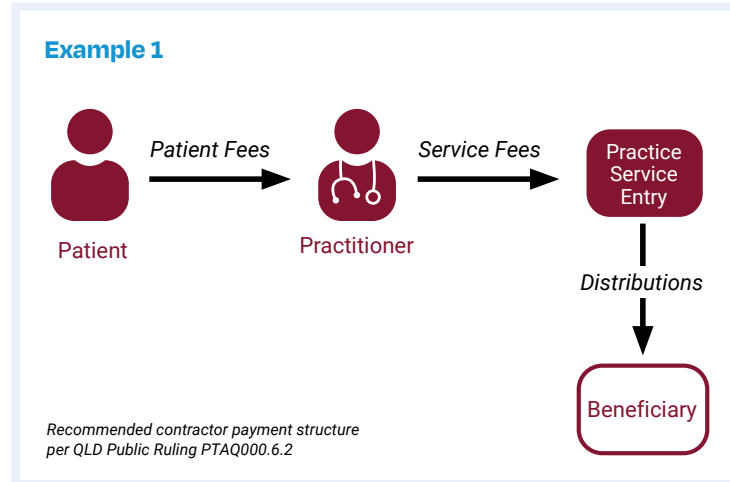 Example 1
Patient Fees
Service Fees
Practice
Service
Entry
Patient
Practitioner
Distributions
Beneficiary
Recommended contractor payment structure
per QLD Public Ruling PTAQ000.6.2